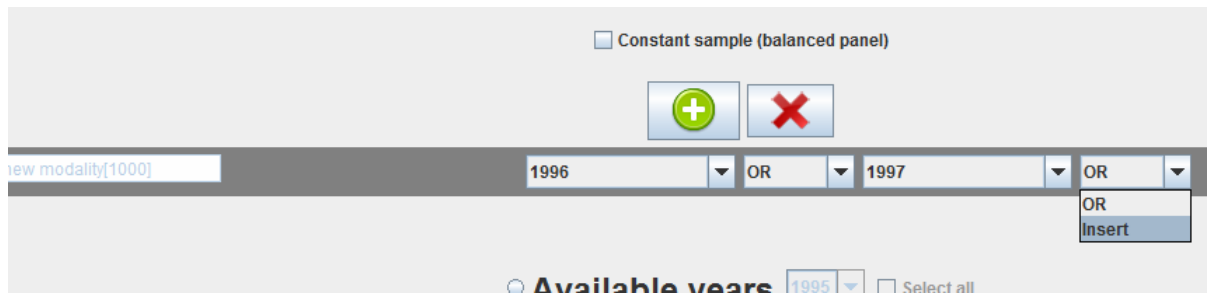 Constant sample (balanced panel)
new modality[1000] 1996 OR 1997 OR
OR
Insert
Available years 1995 Select all